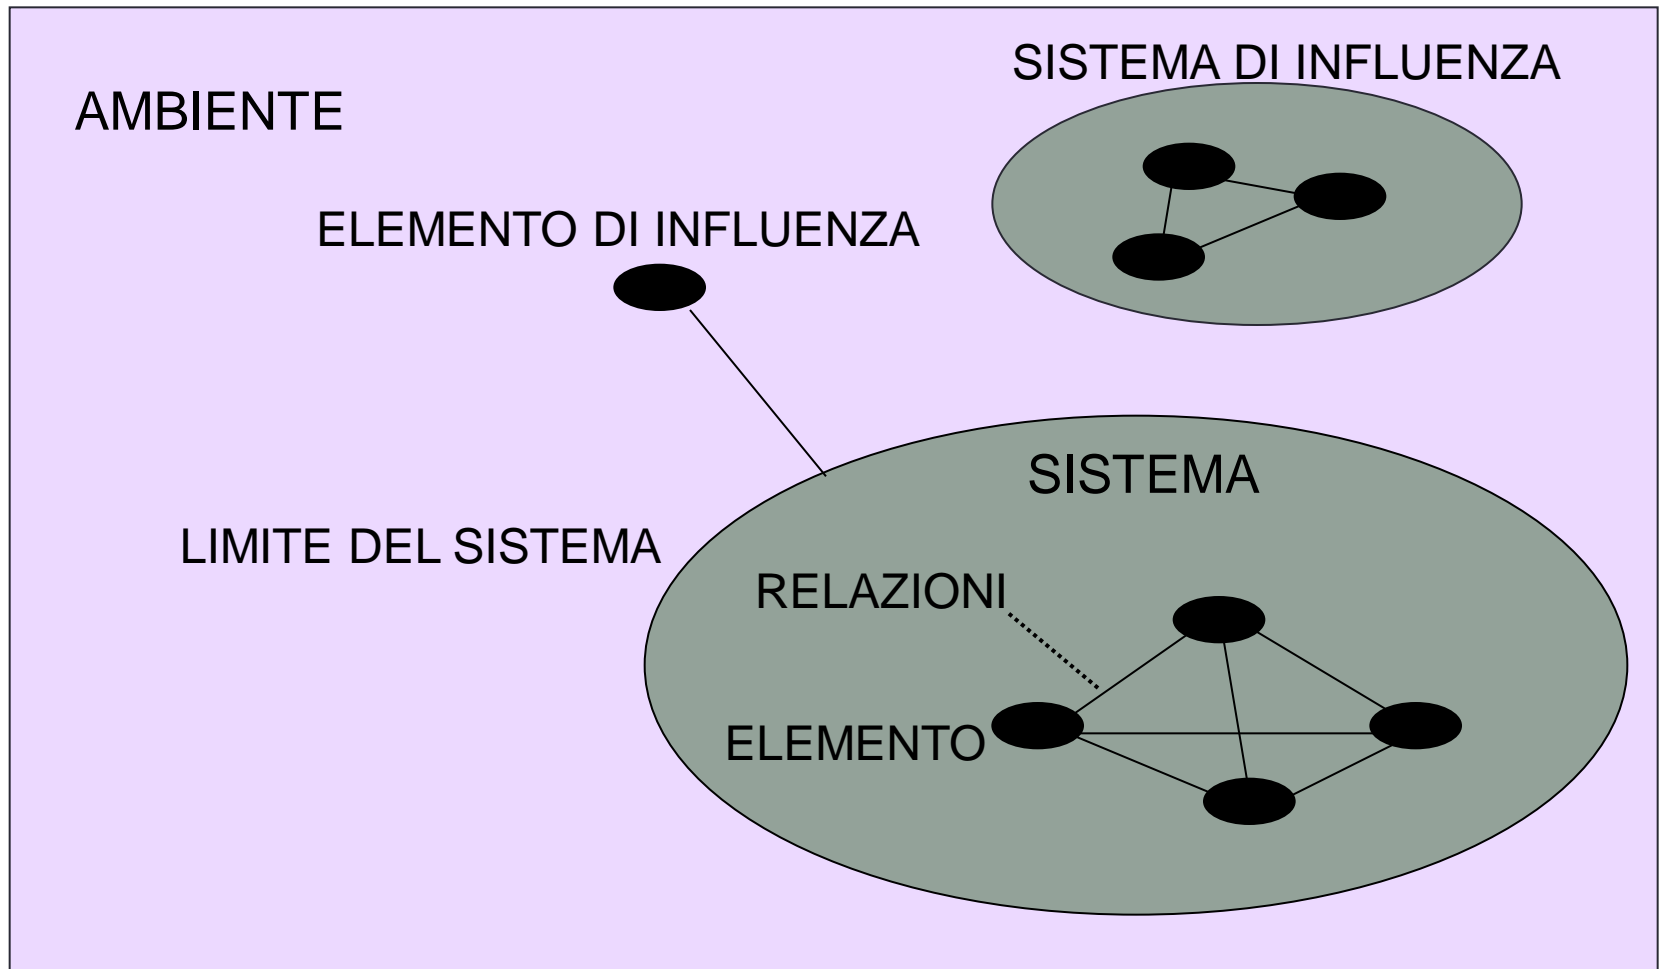 SISTEMA DI INFLUENZA
AMBIENTE
ELEMENTO DI INFLUENZA
SISTEMA
LIMITE DEL SISTEMA
RELAZIONI
ELEMENTO